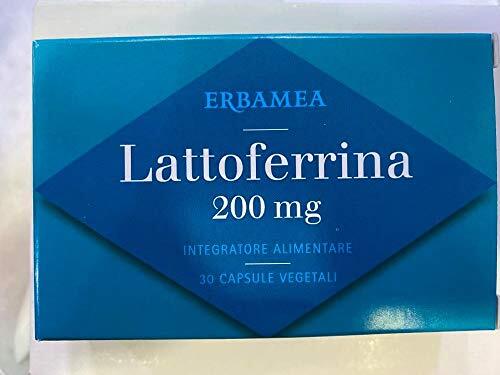 ERBAMEA
Lattoferrina
200 mg
INTEGRATORE ALIMENTARE
30 CAPSULE VEGETALI